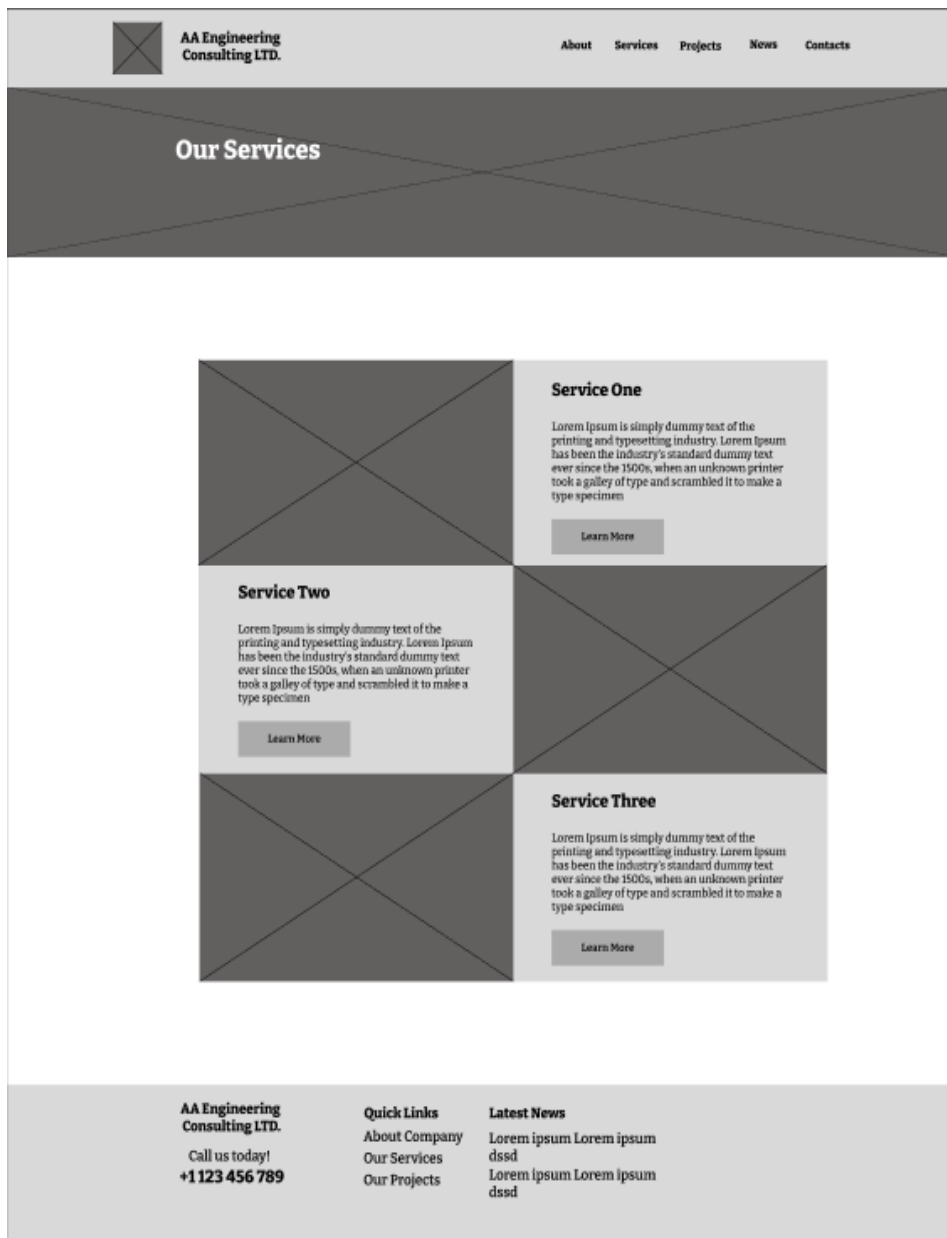 AA Engineering
Consulting LTD.
About Services Projects News Contacts
Our Services
Service One
Lorem Ipsum is simply dummy text of the
printing and typesetting industry. Lorem Ipsum
has been the industry's standard dummy text
ever since the 1500s, when an unknown printer
took a galley of type and scrambled it to make a
type specimen
Learn More
Service Two
Lorem Ipsum is simply dummy text of the
printing and typesetting industry. Lorem Ipsum
has been the industry's standard dummy text
ever since the 1500s, when an unknown printer
took a galley of type and scrambled it to make a
type specimen
Learn More
Service Three
Lorem Ipsum is simply dummy text of the
printing and typesetting industry. Lorem Ipsum
has been the industry's standard dummy text
ever since the 1500s, when an unknown printer
took a galley of type and scrambled it to make a
type specimen
Learn More
AA Engineering
Consulting LTD.
Call us today!
+1 123 456 789
Quick Links
About Company
Our Services
Our Projects
Latest News
Lorem ipsum Lorem ipsum
dssd
Lorem ipsum Lorem ipsum
dssd